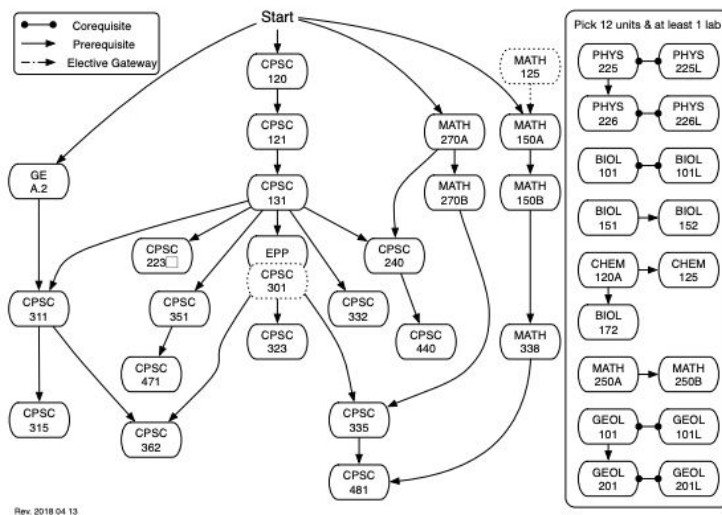 Start
Corequisite
Prerequisite
Elective Gateway
Pick 12 units & at least 1 lab
CPSC
120
MATH
125
PHYS
225
PHYS
225L
CPSC
121
MATH
270A
MATH
150A
PHYS
226
PHYS
226L
GE
A.2
CPSC
131
MATH
270B
MATH
150B
BIOL
101
BIOL
101L
BIOL
151
BIOL
152
CPSC
223
EPP
CPSC
301
CPSC
240
CHEM
120A
CHEM
125
CPSC
311
CPSC
351
CPSC
332
BIOL
172
CPSC
323
CPSC
440
MATH
338
CPSC
471
MATH
250A
MATH
250B
CPSC
315
CPSC
362
CPSC
335
GEOL
101
GEOL
101L
CPSC
481
GEOL
201
GEOL
201L
Rev. 2018 04 13